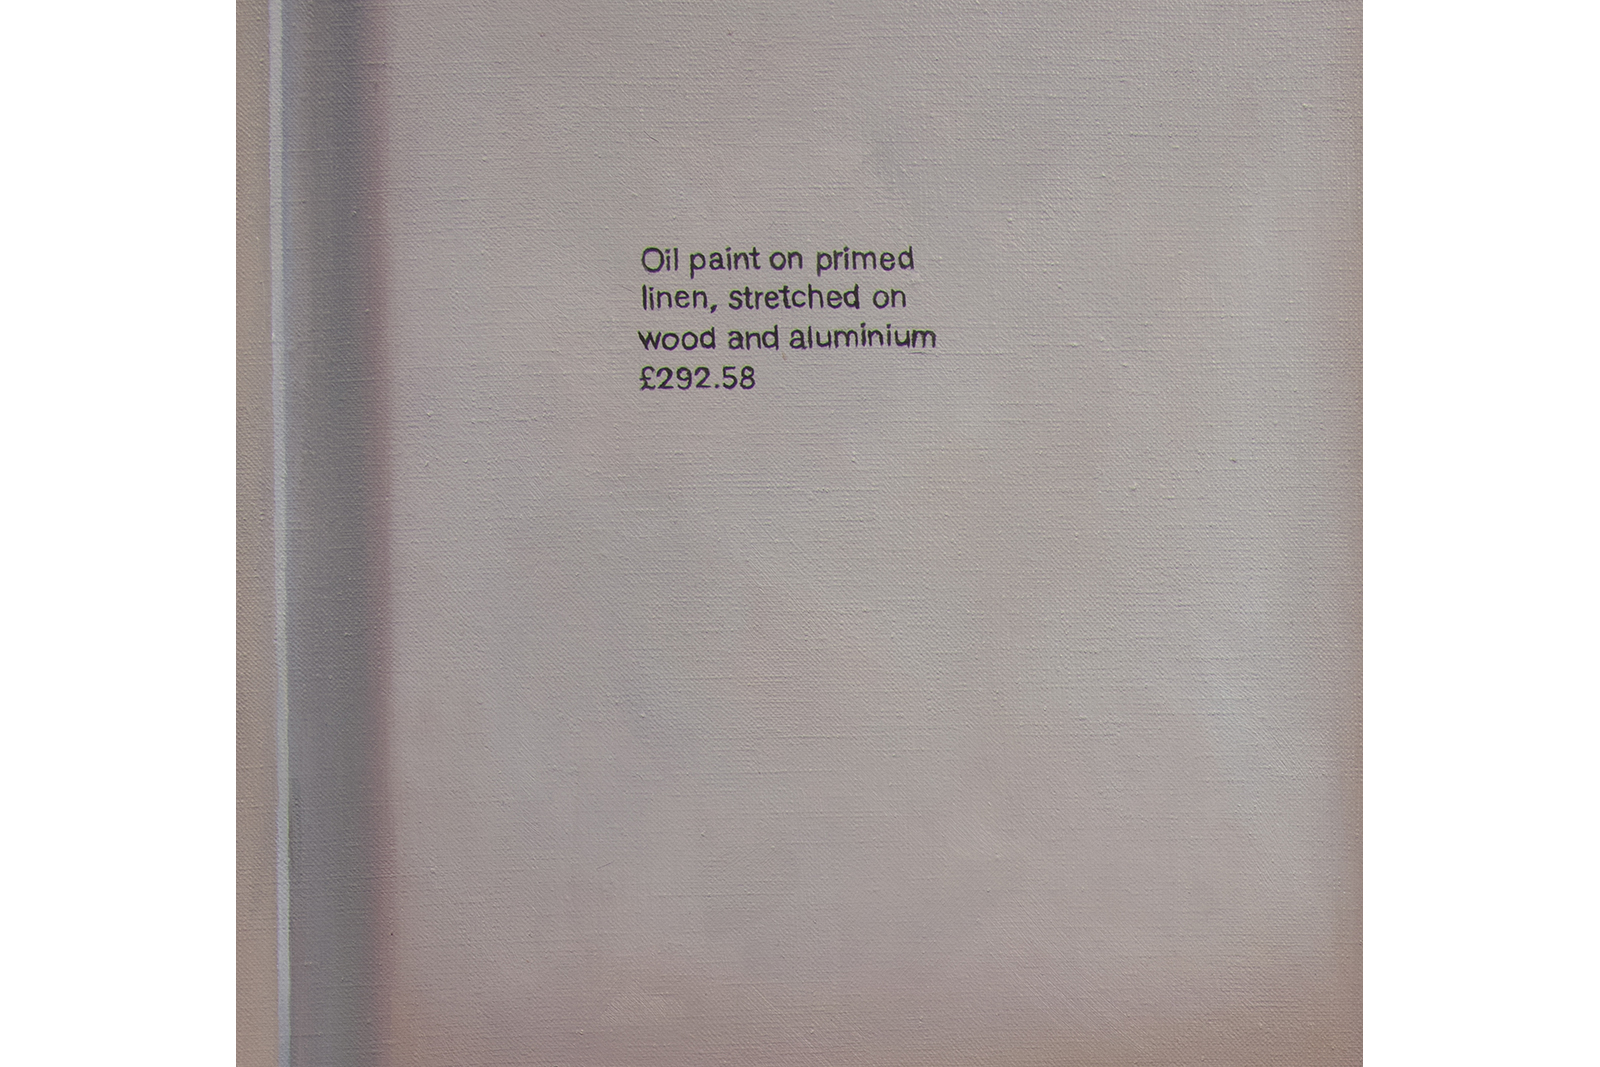 Oil paint on primed
linen, stretched on
wood and aluminium
£292.58